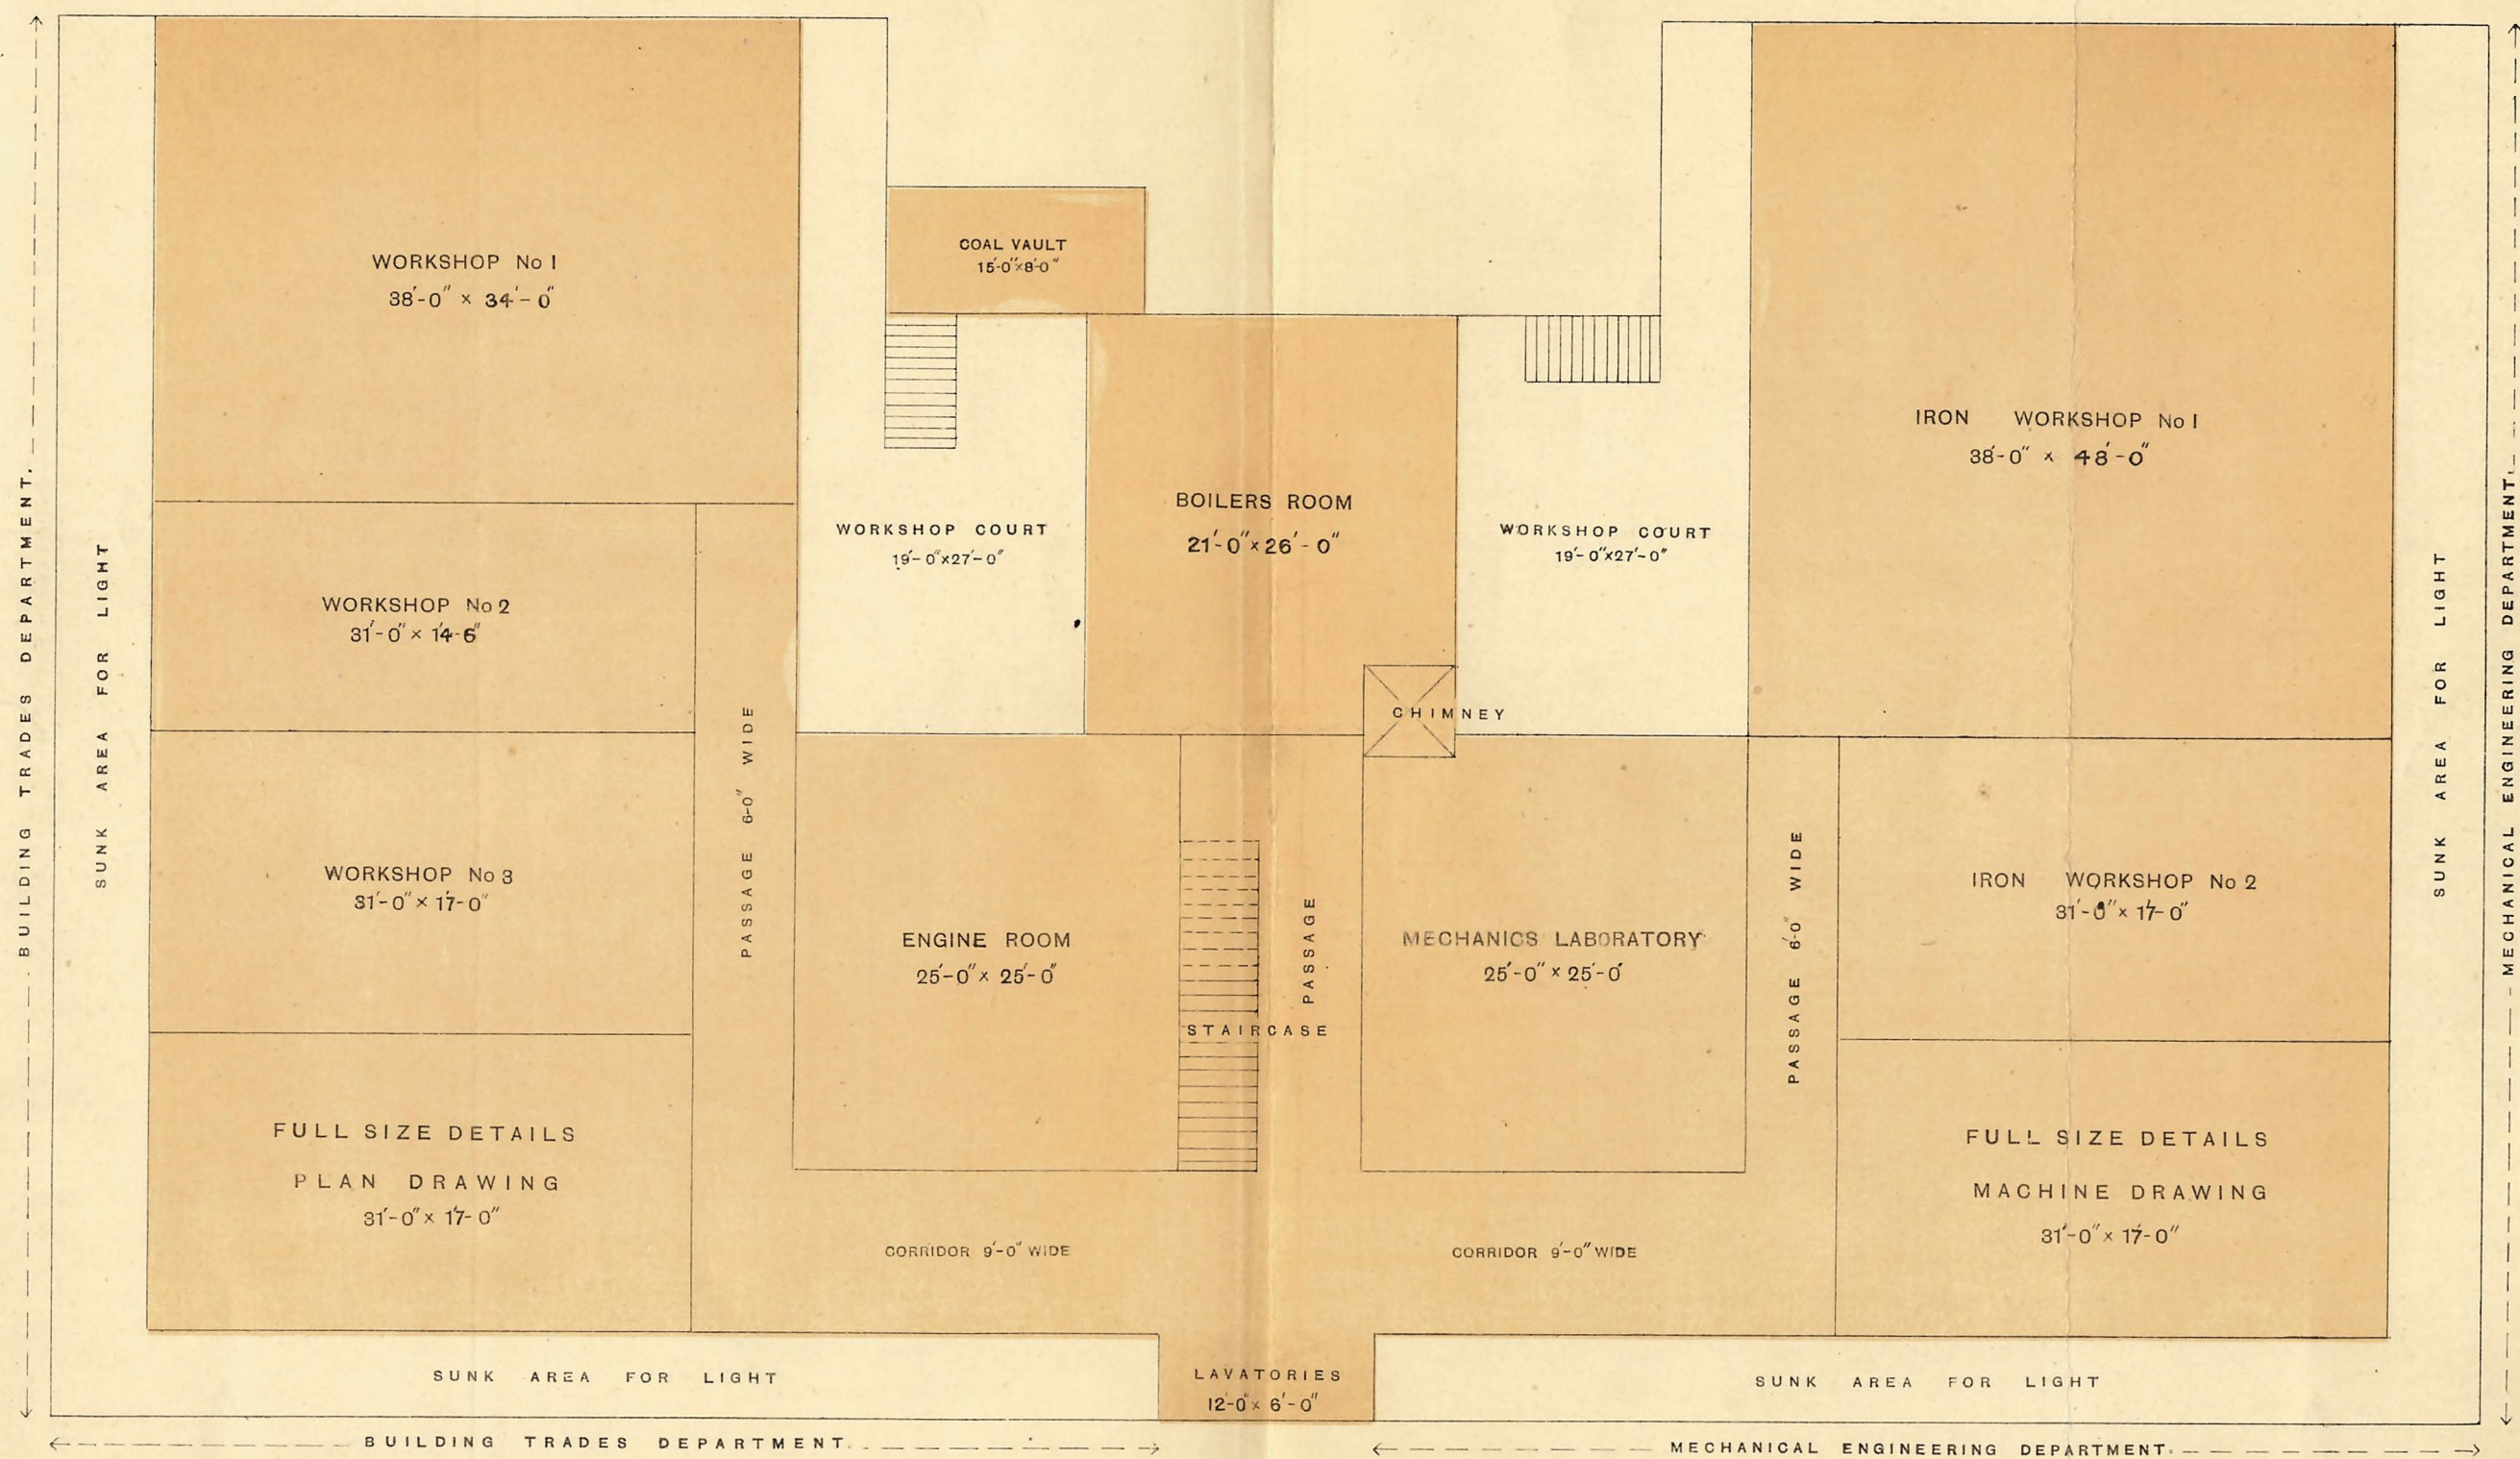 BUILDING TRADES DEPARTMENT.
SUNK AREA FOR LIGHT
WORKSHOP No 1
38'-0" × 34'-0"
WORKSHOP No 2
31'-0" × 14-6"
WORKSHOP No 3
31'-0" × 17-0"
FULL SIZE DETAILS
PLAN DRAWING
31'-0" × 17-0"
PASSAGE 6-0" WIDE
COAL VAULT
15'-0"×8'-0"
WORKSHOP COURT
19'-0"×27'-0"
BOILERS ROOM
21'-0"×26'-0"
WORKSHOP COURT
19'-0"×27'-0"
CHIMNEY
ENGINE ROOM
25'-0" × 25'-0"
STAIRCASE
PASSAGE
MECHANICS LABORATORY
25'-0" × 25'-0"
CORRIDOR 9'-0" WIDE
CORRIDOR 9'-0" WIDE
PASSAGE 6'-0" WIDE
IRON WORKSHOP No 1
38'-0" × 48'-0"
IRON WORKSHOP No 2
31'-0" × 17-0"
FULL SIZE DETAILS
MACHINE DRAWING
31'-0" × 17-0"
SUNK AREA FOR LIGHT
MECHANICAL ENGINEERING DEPARTMENT.
SUNK AREA FOR LIGHT
LAVATORIES
12-0 × 6'-0"
SUNK AREA FOR LIGHT
BUILDING TRADES DEPARTMENT.
MECHANICAL ENGINEERING DEPARTMENT.